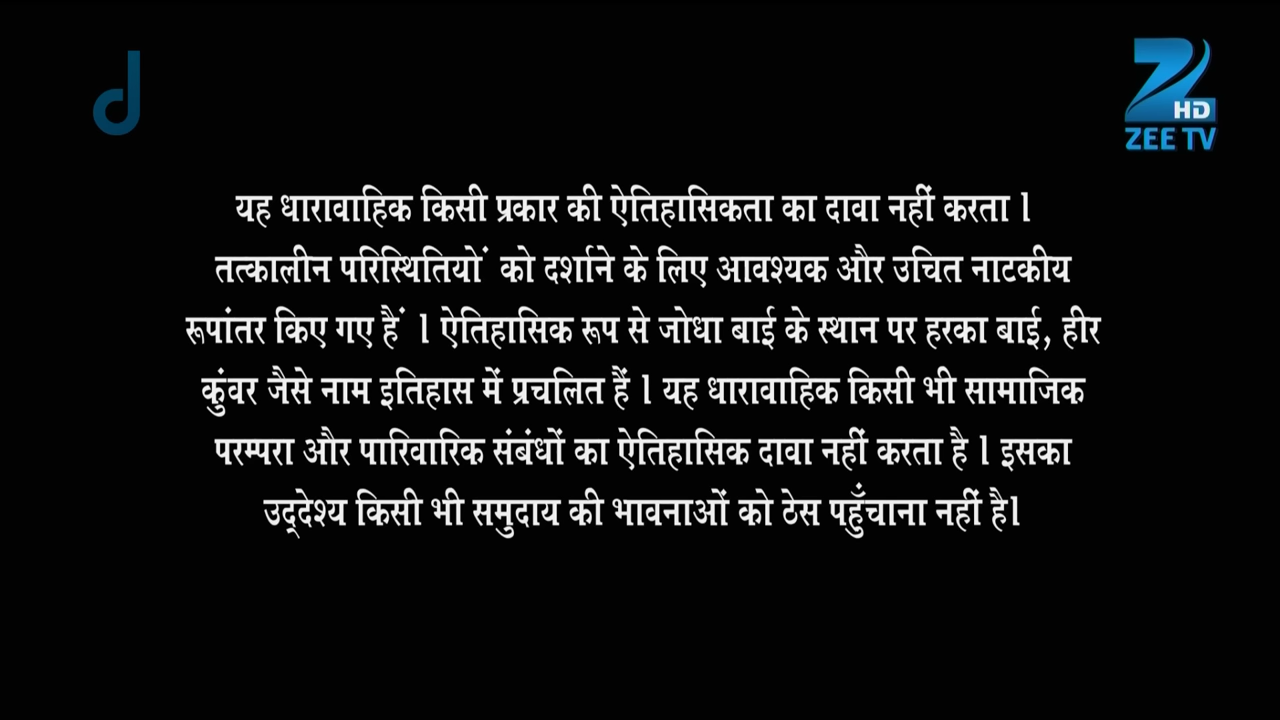 HD
ZEE TV
यह धारावाहिक किसी प्रकार की ऐतिहासिकता का दावा नहीं करता ।
तत्कालीन परिस्थितियों को दर्शाने के लिए आवश्यक और उचित नाटकीय
रूपांतर किए गए हैं । ऐतिहासिक रूप से जोधा बाई के स्थान पर हरका बाई, हीर
कुंवर जैसे नाम इतिहास में प्रचलित हैं । यह धारावाहिक किसी भी सामाजिक
परम्परा और पारिवारिक संबंधों का ऐतिहासिक दावा नहीं करता है । इसका
उद्देश्य किसी भी समुदाय की भावनाओं को ठेस पहुँचाना नहीं है।